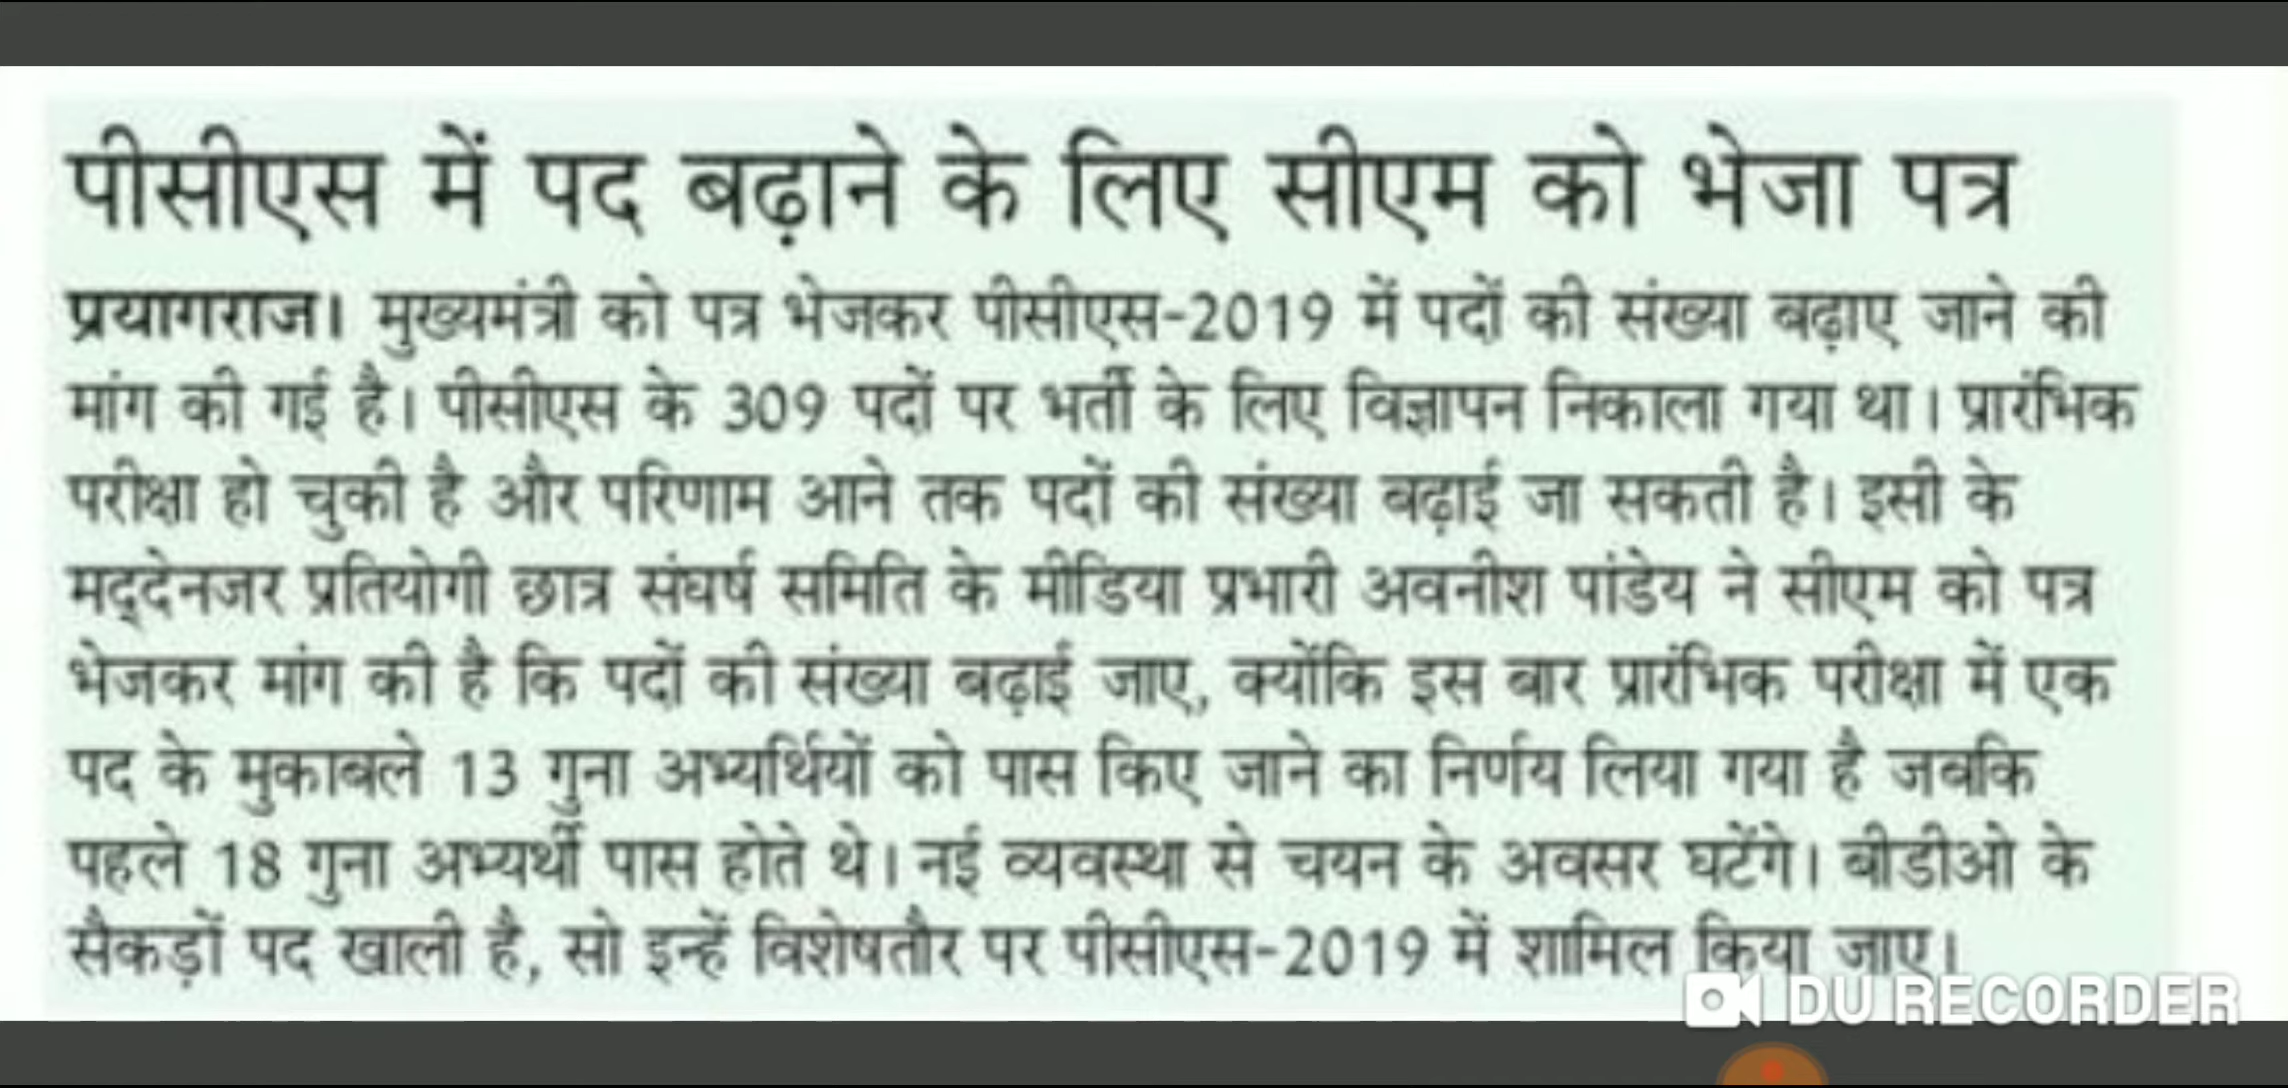 पीसीएस में पद बढ़ाने के लिए सीएम को भेजा पत्र
प्रयागराज। मुख्यमंत्री को पत्र भेजकर पीसीएस-2019 में पदों की संख्या बढ़ाए जाने की
मांग की गई है। पीसीएस के 309 पदों पर भर्ती के लिए विज्ञापन निकाला गया था। प्रारंभिक
परीक्षा हो चुकी है और परिणाम आने तक पदों की संख्या बढ़ाई जा सकती है। इसी के
मद्देनजर प्रतियोगी छात्र संघर्ष समिति के मीडिया प्रभारी अवनीश पांडेय ने सीएम को पत्र
भेजकर मांग की है कि पदों की संख्या बढ़ाई जाए, क्योंकि इस बार प्रारंभिक परीक्षा में एक
पद के मुकाबले 13 गुना अभ्यर्थियों को पास किए जाने का निर्णय लिया गया है जबकि
पहले 18 गुना अभ्यर्थी पास होते थे। नई व्यवस्था से चयन के अवसर घटेंगे। बीडीओ के
सैकड़ों पद खाली है, सो इन्हें विशेषतौर पर पीसीएस-2019 में शामिल किया जाए।
DU RECORDER